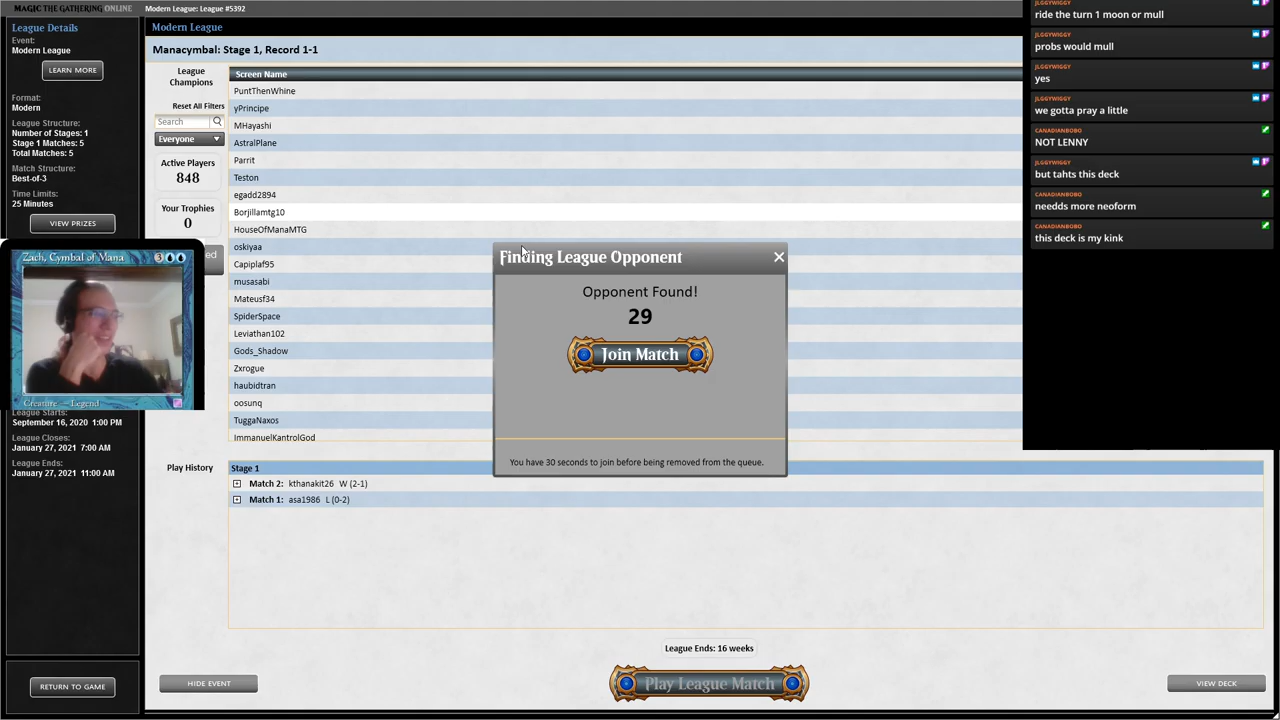 MAGIC THE GATHERING ONLINE
Modern League: League #5392
League Details
Event:
Modern League
LEARN MORE
Format:
Modern
League Structure:
Number of Stages: 1
Stage 1 Matches: 5
Total Matches: 5
Match Structure:
Best-of-3
Time Limits:
25 Minutes
VIEW PRIZES
Zach, Cymbal of Mana
3
Creature — Legend
League Starts:
September 16, 2020 1:00 PM
League Closes:
January 27, 2021 7:00 AM
League Ends:
January 27, 2021 11:00 AM
RETURN TO GAME
Modern League
Manacymbal: Stage 1, Record 1-1
League
Champions
Reset All Filters
Search
Everyone
Active Players
848
Your Trophies
0
ed
Screen Name
PuntThenWhine
yPrincipe
MHayashi
AstralPlane
Parrit
Teston
egadd2894
Borjillamtg10
HouseOfManaMTG
oskiyaa
Capiplaf95
musasabi
Mateusf34
SpiderSpace
Leviathan102
Gods_Shadow
Zxrogue
haubidtran
oosunq
TuggaNaxos
ImmanuelKantrolGod
Finding League Opponent
Opponent Found!
29
Join Match
You have 30 seconds to join before being removed from the queue.
Play History
Stage 1
Match 2: kthanakit26 W (2-1)
Match 1: asa1986 L (0-2)
League Ends: 16 weeks
HIDE EVENT
Play League Match
VIEW DECK
JLGGYWIGGY
ride the turn 1 moon or mull
JLGGYWIGGY
probs would mull
JLGGYWIGGY
yes
JLGGYWIGGY
we gotta pray a little
CANADIANBOBO
NOT LENNY
JLGGYWIGGY
but tahts this deck
CANADIANBOBO
needds more neoform
CANADIANBOBO
this deck is my kink